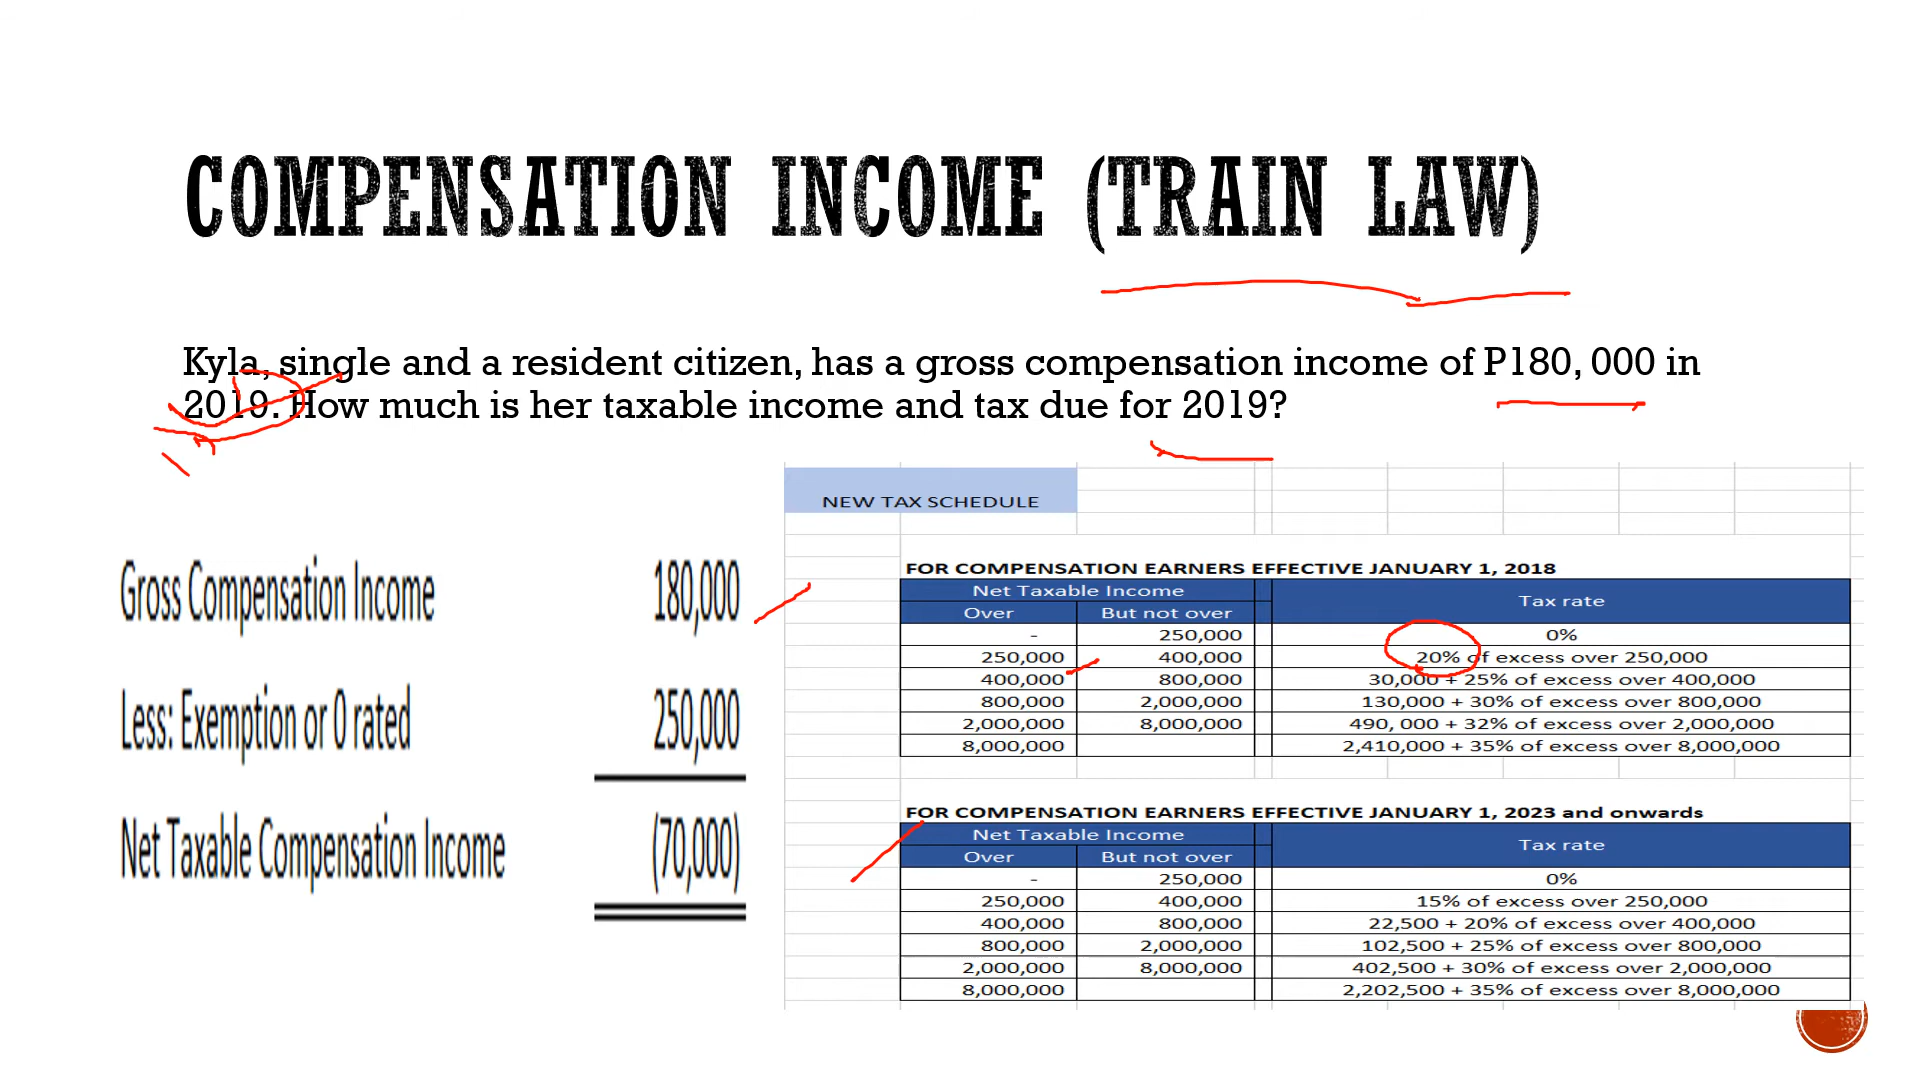 COMPENSATION INCOME (TRAIN LAW)
Kyla, single and a resident citizen, has a gross compensation income of P180, 000 in
2019. How much is her taxable income and tax due for 2019?
Gross Compensation Income 180,000
Less: Exemption or 0 rated 250,000
Net Taxable Compensation Income (70,000)
NEW TAX SCHEDULE
FOR COMPENSATION EARNERS EFFECTIVE JANUARY 1, 2018
Net Taxable Income Tax rate
Over But not over
- 250,000 0%
250,000 400,000 20% of excess over 250,000
400,000 800,000 30,000 + 25% of excess over 400,000
800,000 2,000,000 130,000 + 30% of excess over 800,000
2,000,000 8,000,000 490, 000 + 32% of excess over 2,000,000
8,000,000 2,410,000 + 35% of excess over 8,000,000
FOR COMPENSATION EARNERS EFFECTIVE JANUARY 1, 2023 and onwards
Net Taxable Income Tax rate
Over But not over
- 250,000 0%
250,000 400,000 15% of excess over 250,000
400,000 800,000 22,500 + 20% of excess over 400,000
800,000 2,000,000 102,500 + 25% of excess over 800,000
2,000,000 8,000,000 402,500 + 30% of excess over 2,000,000
8,000,000 2,202,500 + 35% of excess over 8,000,000